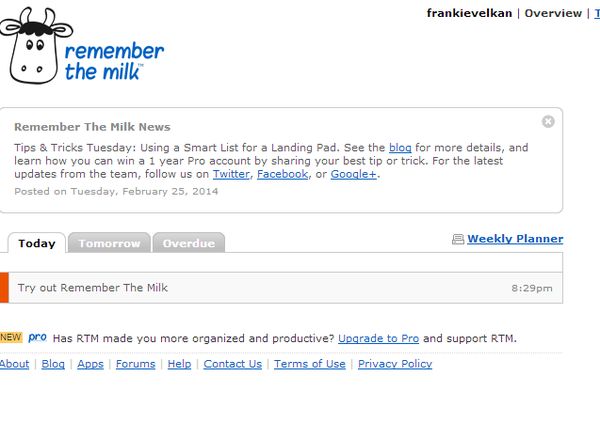 frankievelkan | Overview |
remember
the milk™
Remember The Milk News
Tips & Tricks Tuesday: Using a Smart List for a Landing Pad. See the blog for more details, and
learn how you can win a 1 year Pro account by sharing your best tip or trick. For the latest
updates from the team, follow us on Twitter, Facebook, or Google+.
Posted on Tuesday, February 25, 2014
Today Tomorrow Overdue Weekly Planner
Try out Remember The Milk 8:29pm
NEW pro Has RTM made you more organized and productive? Upgrade to Pro and support RTM.
About | Blog | Apps | Forums | Help | Contact Us | Terms of Use | Privacy Policy